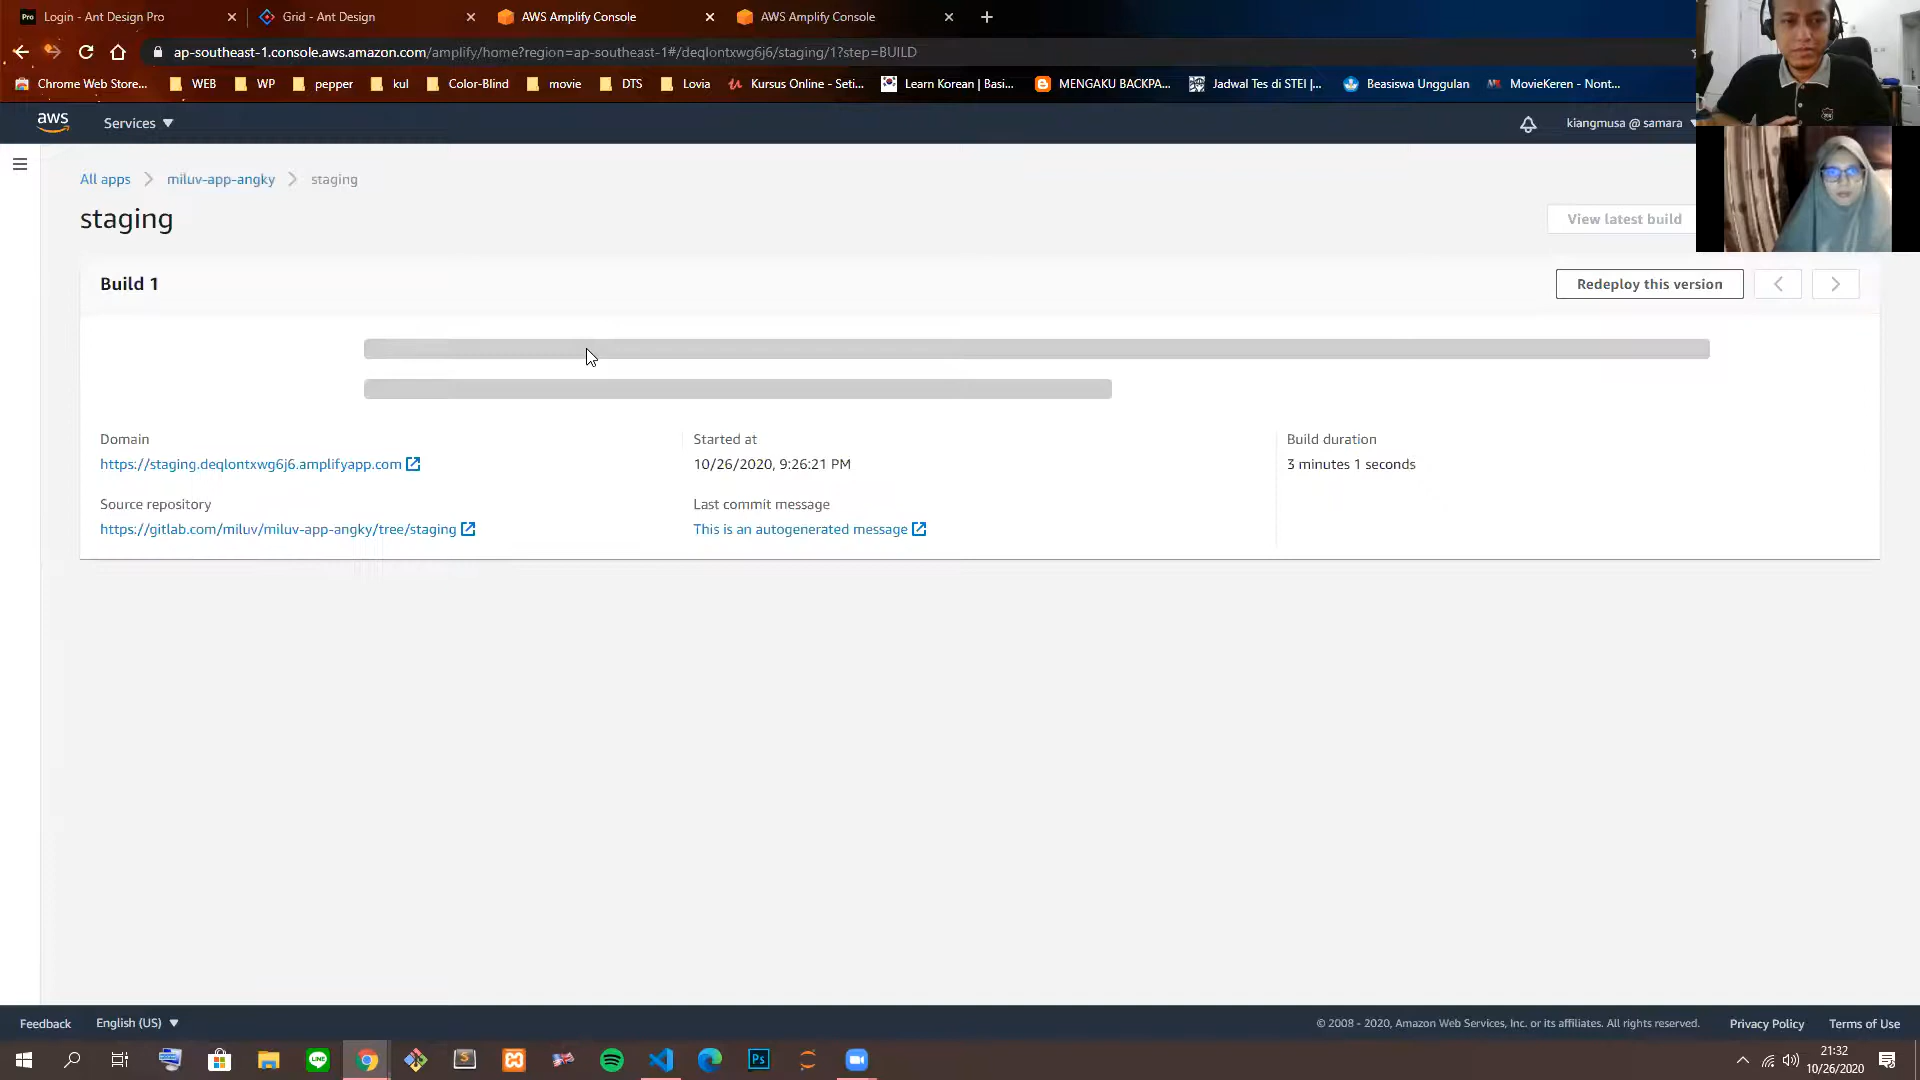 Login - Ant Design Pro
Grid - Ant Design
AWS Amplify Console
AWS Amplify Console
ap-southeast-1.console.aws.amazon.com/amplify/home?region=ap-southeast-1#/deqlontxwg6j6/staging/1?step=BUILD
Chrome Web Store...
WEB
WP
pepper
kul
Color-Blind
movie
DTS
Lovia
Kursus Online - Seti...
Learn Korean | Basi...
MENGAKU BACKPA...
Jadwal Tes di STEI |...
Beasiswa Unggulan
MovieKeren - Nont...
aws
Services
kiangmusa @ samara
All apps
miluv-app-angky
staging
staging
View latest build
Build 1
Redeploy this version
Domain
https://staging.deqlontxwg6j6.amplifyapp.com
Started at
10/26/2020, 9:26:21 PM
Build duration
3 minutes 1 seconds
Source repository
https://gitlab.com/miluv/miluv-app-angky/tree/staging
Last commit message
This is an autogenerated message
Feedback
English (US)
© 2008 - 2020, Amazon Web Services, Inc. or its affiliates. All rights reserved.
Privacy Policy
Terms of Use
21:32
10/26/2020